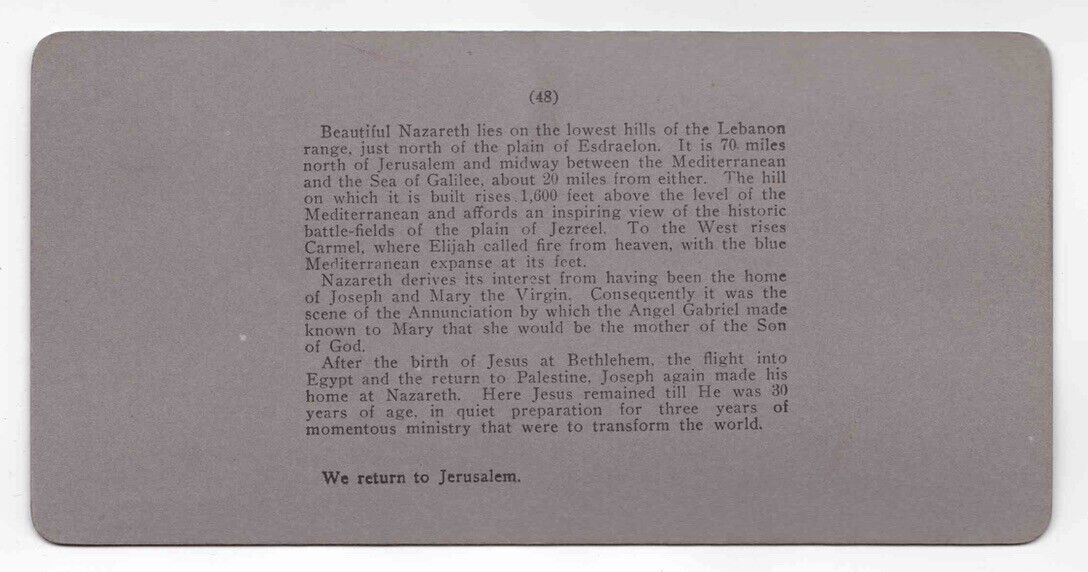 (48)
Beautiful Nazareth lies on the lowest hills of the Lebanon
range, just north of the plain of Esdraelon. It is 70 miles
north of Jerusalem and midway between the Mediterranean
and the Sea of Galilee, about 20 miles from either. The hill
on which it is built rises 1,600 feet above the level of the
Mediterranean and affords an inspiring view of the historic
battle-fields of the plain of Jezreel. To the West rises
Carmel, where Elijah called fire from heaven, with the blue
Mediterranean expanse at its feet.
Nazareth derives its interest from having been the home
of Joseph and Mary the Virgin. Consequently it was the
scene of the Annunciation by which the Angel Gabriel made
known to Mary that she would be the mother of the Son
of God.
After the birth of Jesus at Bethlehem, the flight into
Egypt and the return to Palestine, Joseph again made his
home at Nazareth. Here Jesus remained till He was 30
years of age, in quiet preparation for three years of
momentous ministry that were to transform the world.
We return to Jerusalem.